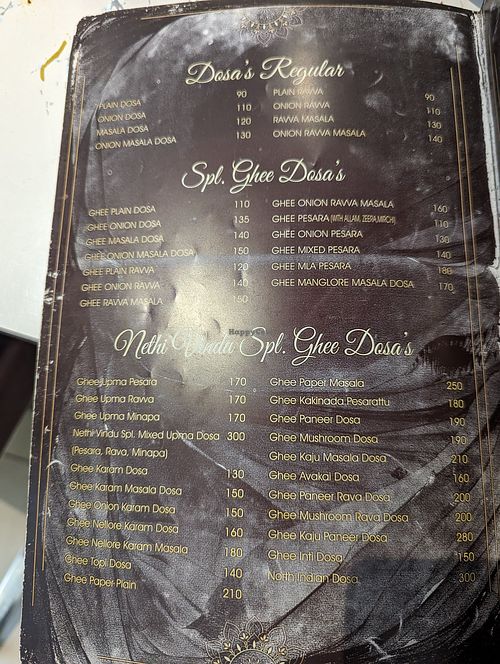 Dosa's Regular
PLAIN DOSA 90
ONION DOSA 110
MASALA DOSA 120
ONION MASALA DOSA 130
PLAIN RAVVA 90
ONION RAVVA 110
RAVVA MASALA 130
ONION RAVVA MASALA 140
Spl. Ghee Dosa's
GHEE PLAIN DOSA 110
GHEE ONION DOSA 135
GHEE MASALA DOSA 140
GHEE ONION MASALA DOSA 150
GHEE PLAIN RAVVA 120
GHEE ONION RAVVA 140
GHEE RAVVA MASALA 150
GHEE ONION RAVVA MASALA 160
GHEE PESARA (WITH ALLAM, ZEERA,MIRCHI) 110
GHEE ONION PESARA 130
GHEE MIXED PESARA 140
GHEE MLA PESARA 180
GHEE MANGLORE MASALA DOSA 170
HappyCow
Nethi Vindu Spl. Ghee Dosa's
Ghee Upma Pesara 170
Ghee Upma Ravva 170
Ghee Upma Minapa 170
Nethi Vindu Spl. Mixed Upma Dosa 300
(Pesara, Rava, Minapa)
Ghee Karam Dosa 130
Ghee Karam Masala Dosa 150
Ghee Onion Karam Dosa 150
Ghee Nellore Karam Dosa 160
Ghee Nellore Karam Masala 180
Ghee Topi Dosa 140
Ghee Paper Plain 210
Ghee Paper Masala 250
Ghee Kakinada Pesarattu 180
Ghee Paneer Dosa 190
Ghee Mushroom Dosa 190
Ghee Kaju Masala Dosa 210
Ghee Avakai Dosa 160
Ghee Paneer Rava Dosa 200
Ghee Mushroom Rava Dosa 200
Ghee Kaju Paneer Dosa 280
Ghee Inti Dosa 150
North Indian Dosa 300